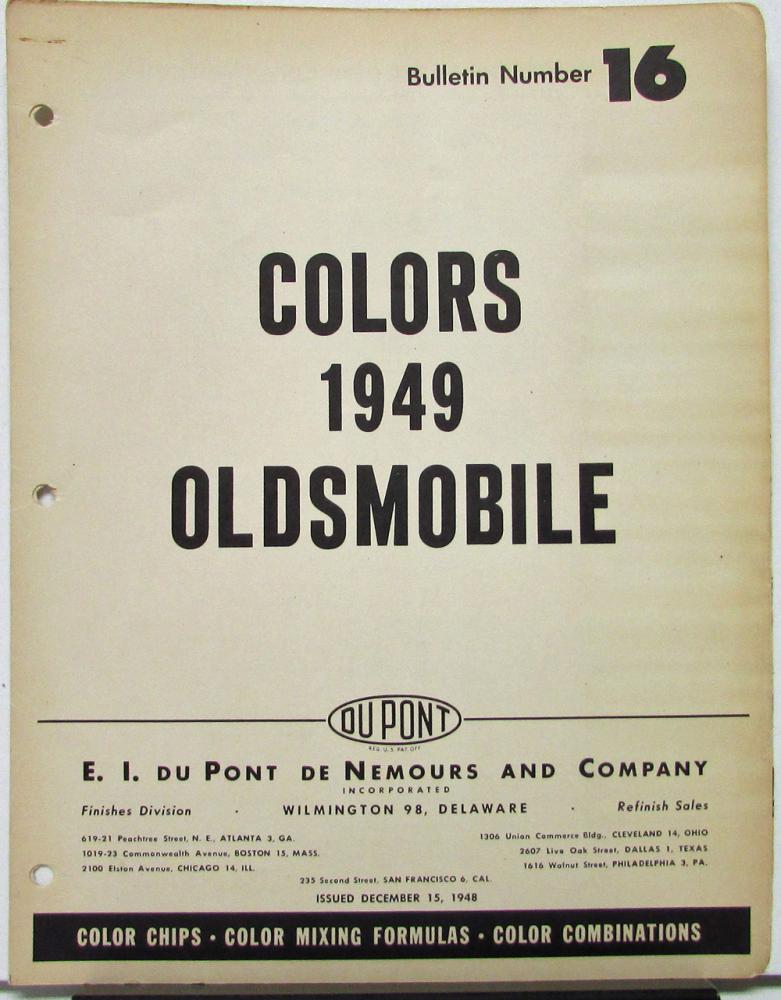 Bulletin Number 16
COLORS
1949
OLDSMOBILE
DU PONT
REG. U.S. PAT. OFF.
E. I. DU PONT DE NEMOURS AND COMPANY
INCORPORATED
Finishes Division · WILMINGTON 98, DELAWARE · Refinish Sales
619-21 Peachtree Street, N. E., ATLANTA 3, GA. 1306 Union Commerce Bldg., CLEVELAND 14, OHIO
1019-23 Commonwealth Avenue, BOSTON 15, MASS. 2607 Live Oak Street, DALLAS 1, TEXAS
2100 Elston Avenue, CHICAGO 14, ILL. 1616 Walnut Street, PHILADELPHIA 3, PA.
235 Second Street, SAN FRANCISCO 6, CAL.
ISSUED DECEMBER 15, 1948
COLOR CHIPS · COLOR MIXING FORMULAS · COLOR COMBINATIONS